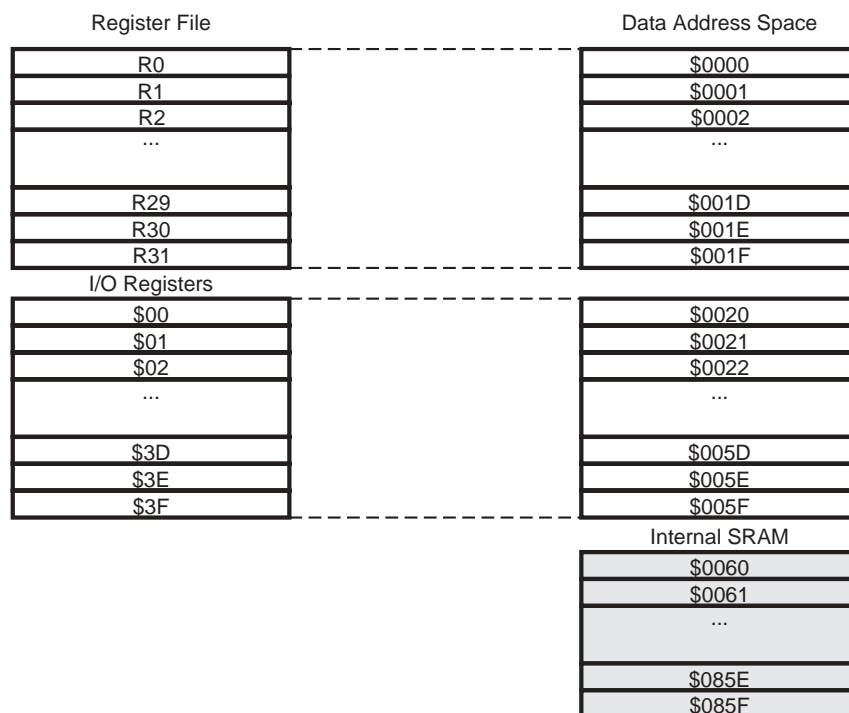 Register File Data Address Space
R0 $0000
R1 $0001
R2 $0002
... ...
R29 $001D
R30 $001E
R31 $001F
I/O Registers
$00 $0020
$01 $0021
$02 $0022
... ...
$3D $005D
$3E $005E
$3F $005F
Internal SRAM
$0060
$0061
...
$085E
$085F